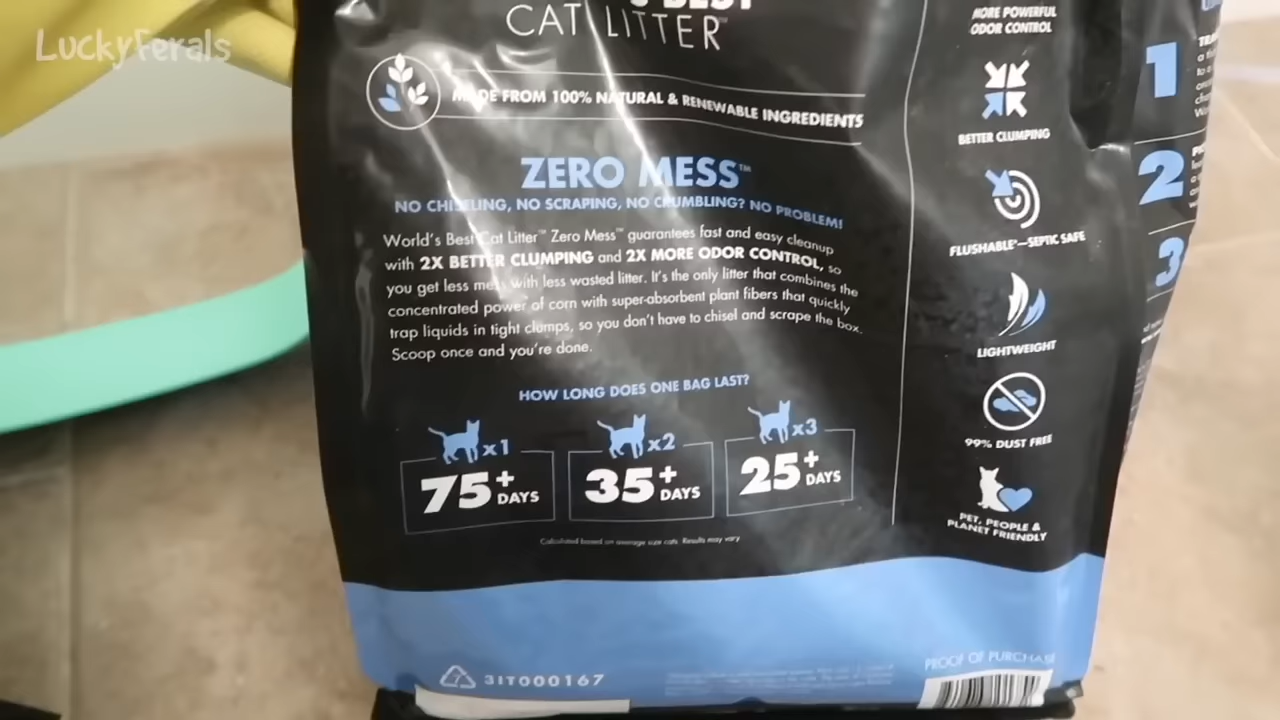 LuckyFerals
BEST
CAT LITTER™
MADE FROM 100% NATURAL & RENEWABLE INGREDIENTS
ZERO MESS™
NO CHISELING, NO SCRAPING, NO CRUMBLING? NO PROBLEM!
World's Best Cat Litter™ Zero Mess™ guarantees fast and easy cleanup
with 2X BETTER CLUMPING and 2X MORE ODOR CONTROL, so
you get less mess with less wasted litter. It's the only litter that combines the
concentrated power of corn with super-absorbent plant fibers that quickly
trap liquids in tight clumps, so you don't have to chisel and scrape the box.
Scoop once and you're done.
HOW LONG DOES ONE BAG LAST?
x1
75+ DAYS
x2
35+ DAYS
x3
25+ DAYS
Calculated based on average size cats. Results may vary
7 3IT000167
MORE POWERFUL
ODOR CONTROL
BETTER CLUMPING
FLUSHABLE*—SEPTIC SAFE
LIGHTWEIGHT
99% DUST FREE
PET, PEOPLE &
PLANET FRIENDLY
PROOF OF PURCHASE
1
2
3